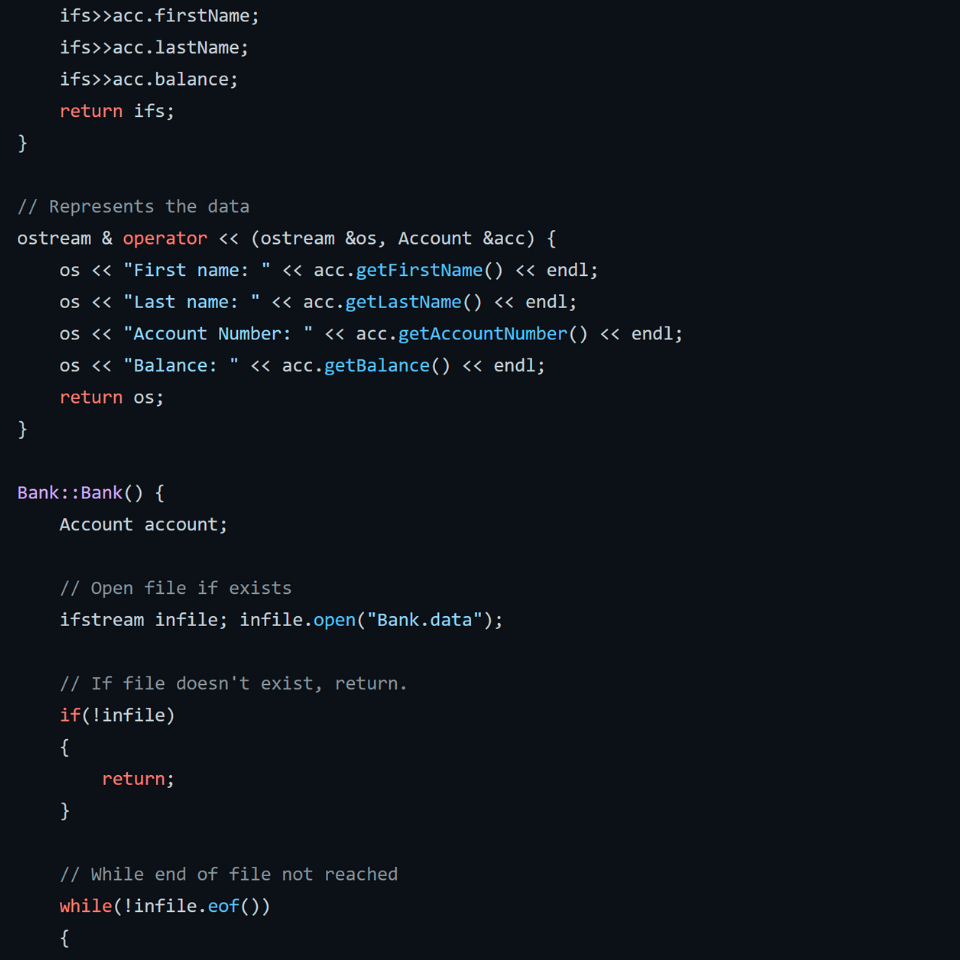 ifs>>acc.firstName;
ifs>>acc.lastName;
ifs>>acc.balance;
return ifs;
}
// Represents the data
ostream & operator << (ostream &os, Account &acc) {
os << "First name: " << acc.getFirstName() << endl;
os << "Last name: " << acc.getLastName() << endl;
os << "Account Number: " << acc.getAccountNumber() << endl;
os << "Balance: " << acc.getBalance() << endl;
return os;
}
Bank::Bank() {
Account account;
// Open file if exists
ifstream infile; infile.open("Bank.data");
// If file doesn't exist, return.
if(!infile)
{
return;
}
// While end of file not reached
while(!infile.eof())
{